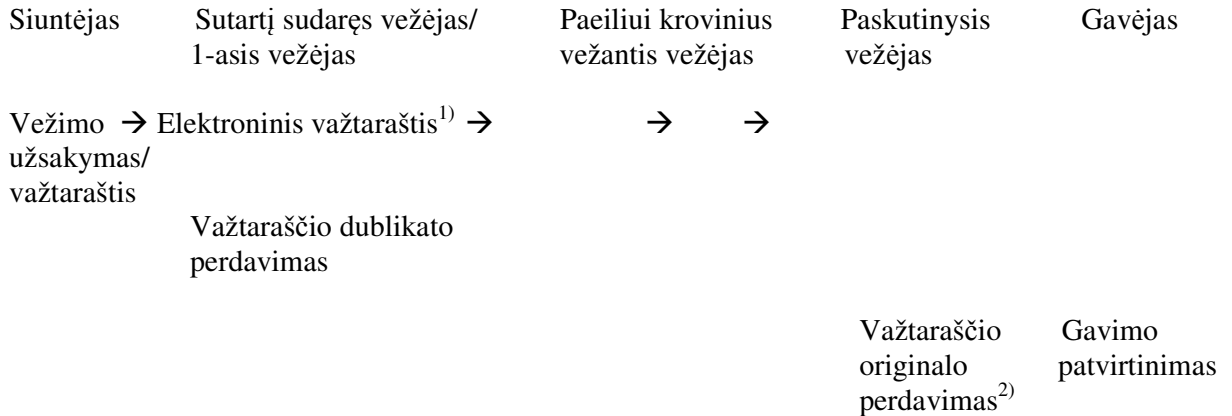 Siuntėjas Sutartį sudaręs vežėjas/ Paeiliui krovinius Paskutinysis Gavėjas
1-asis vežėjas vežantis vežėjas vežėjas
Vežimo → Elektroninis važtaraštis1) → → →
užsakymas/
važtaraštis
Važtaraščio dublikato
perdavimas
Važtaraščio Gavimo
originalo patvirtinimas
perdavimas2)